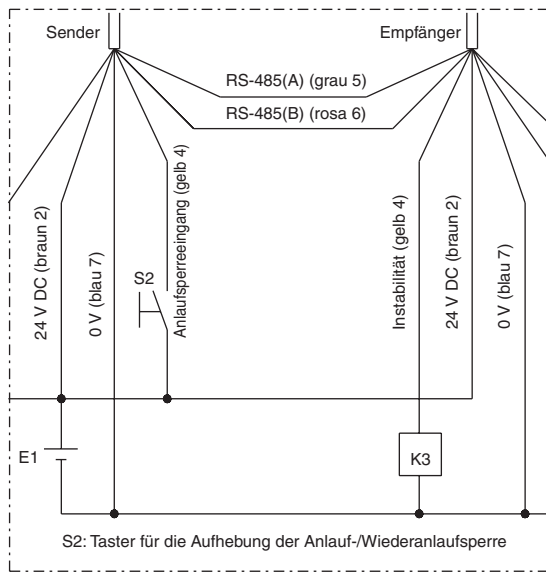 Sender
Empfänger
RS-485(A) (grau 5)
RS-485(B) (rosa 6)
24 V DC (braun 2)
0 V (blau 7)
S2
Anlaufsperreeingang (gelb 4)
Instabilität (gelb 4)
24 V DC (braun 2)
0 V (blau 7)
E1
K3
S2: Taster für die Aufhebung der Anlauf-/Wiederanlaufsperre